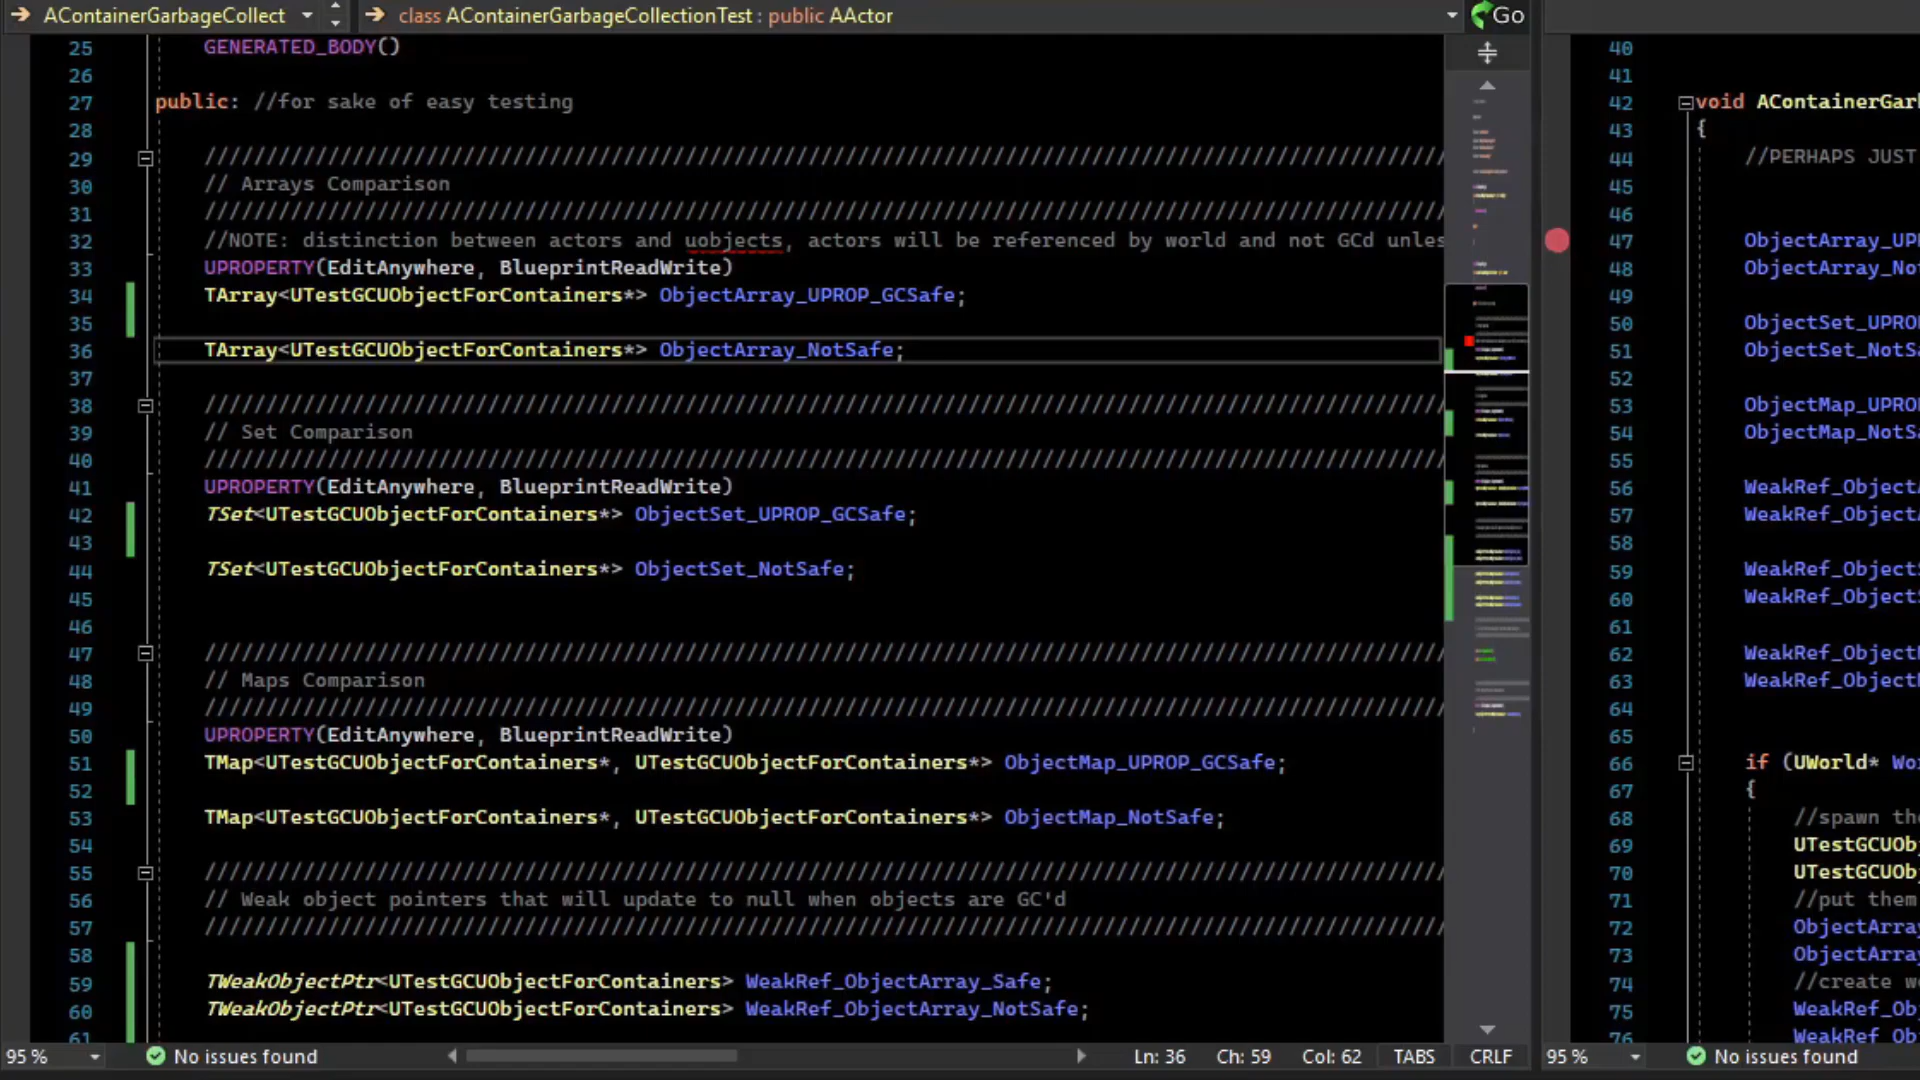 AContainerGarbageCollect
class AContainerGarbageCollectionTest : public AActor
Go
25 GENERATED_BODY()
26
27 public: //for sake of easy testing
28
29 ////////////////////////////////////////////////////////////////////////////////////////////////////
30 // Arrays Comparison
31 ////////////////////////////////////////////////////////////////////////////////////////////////////
32 //NOTE: distinction between actors and uobjects, actors will be referenced by world and not GCd unles
33 UPROPERTY(EditAnywhere, BlueprintReadWrite)
34 TArray<UTestGCUObjectForContainers*> ObjectArray_UPROP_GCSafe;
35
36 TArray<UTestGCUObjectForContainers*> ObjectArray_NotSafe;
37
38 ////////////////////////////////////////////////////////////////////////////////////////////////////
39 // Set Comparison
40 ////////////////////////////////////////////////////////////////////////////////////////////////////
41 UPROPERTY(EditAnywhere, BlueprintReadWrite)
42 TSet<UTestGCUObjectForContainers*> ObjectSet_UPROP_GCSafe;
43
44 TSet<UTestGCUObjectForContainers*> ObjectSet_NotSafe;
45
46
47 ////////////////////////////////////////////////////////////////////////////////////////////////////
48 // Maps Comparison
49 ////////////////////////////////////////////////////////////////////////////////////////////////////
50 UPROPERTY(EditAnywhere, BlueprintReadWrite)
51 TMap<UTestGCUObjectForContainers*, UTestGCUObjectForContainers*> ObjectMap_UPROP_GCSafe;
52
53 TMap<UTestGCUObjectForContainers*, UTestGCUObjectForContainers*> ObjectMap_NotSafe;
54
55 ////////////////////////////////////////////////////////////////////////////////////////////////////
56 // Weak object pointers that will update to null when objects are GC'd
57 ////////////////////////////////////////////////////////////////////////////////////////////////////
58
59 TWeakObjectPtr<UTestGCUObjectForContainers> WeakRef_ObjectArray_Safe;
60 TWeakObjectPtr<UTestGCUObjectForContainers> WeakRef_ObjectArray_NotSafe;
61
95 % No issues found Ln: 36 Ch: 59 Col: 62 TABS CRLF
40
41
42 void AContainerGarb
43 {
44 //PERHAPS JUST
45
46
47 ObjectArray_UP
48 ObjectArray_No
49
50 ObjectSet_UPRO
51 ObjectSet_NotS
52
53 ObjectMap_UPRO
54 ObjectMap_NotS
55
56 WeakRef_Object
57 WeakRef_Object
58
59 WeakRef_Object
60 WeakRef_Object
61
62 WeakRef_Object
63 WeakRef_Object
64
65
66 if (UWorld* Wo
67 {
68 //spawn the
69 UTestGCUOb
70 UTestGCUOb
71 //put them
72 ObjectArra
73 ObjectArra
74 //create w
75 WeakRef_Ob
76 WeakRef_Ob
95 % No issues found